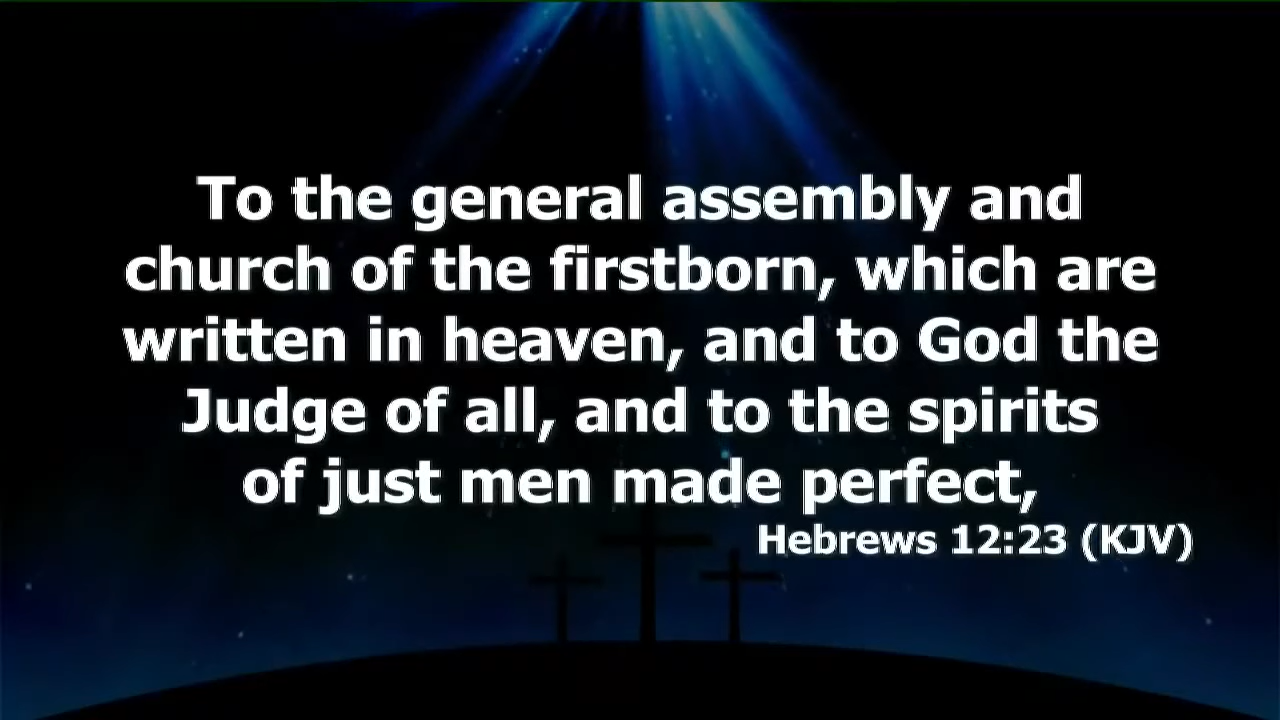 To the general assembly and
church of the firstborn, which are
written in heaven, and to God the
Judge of all, and to the spirits
of just men made perfect,
Hebrews 12:23 (KJV)